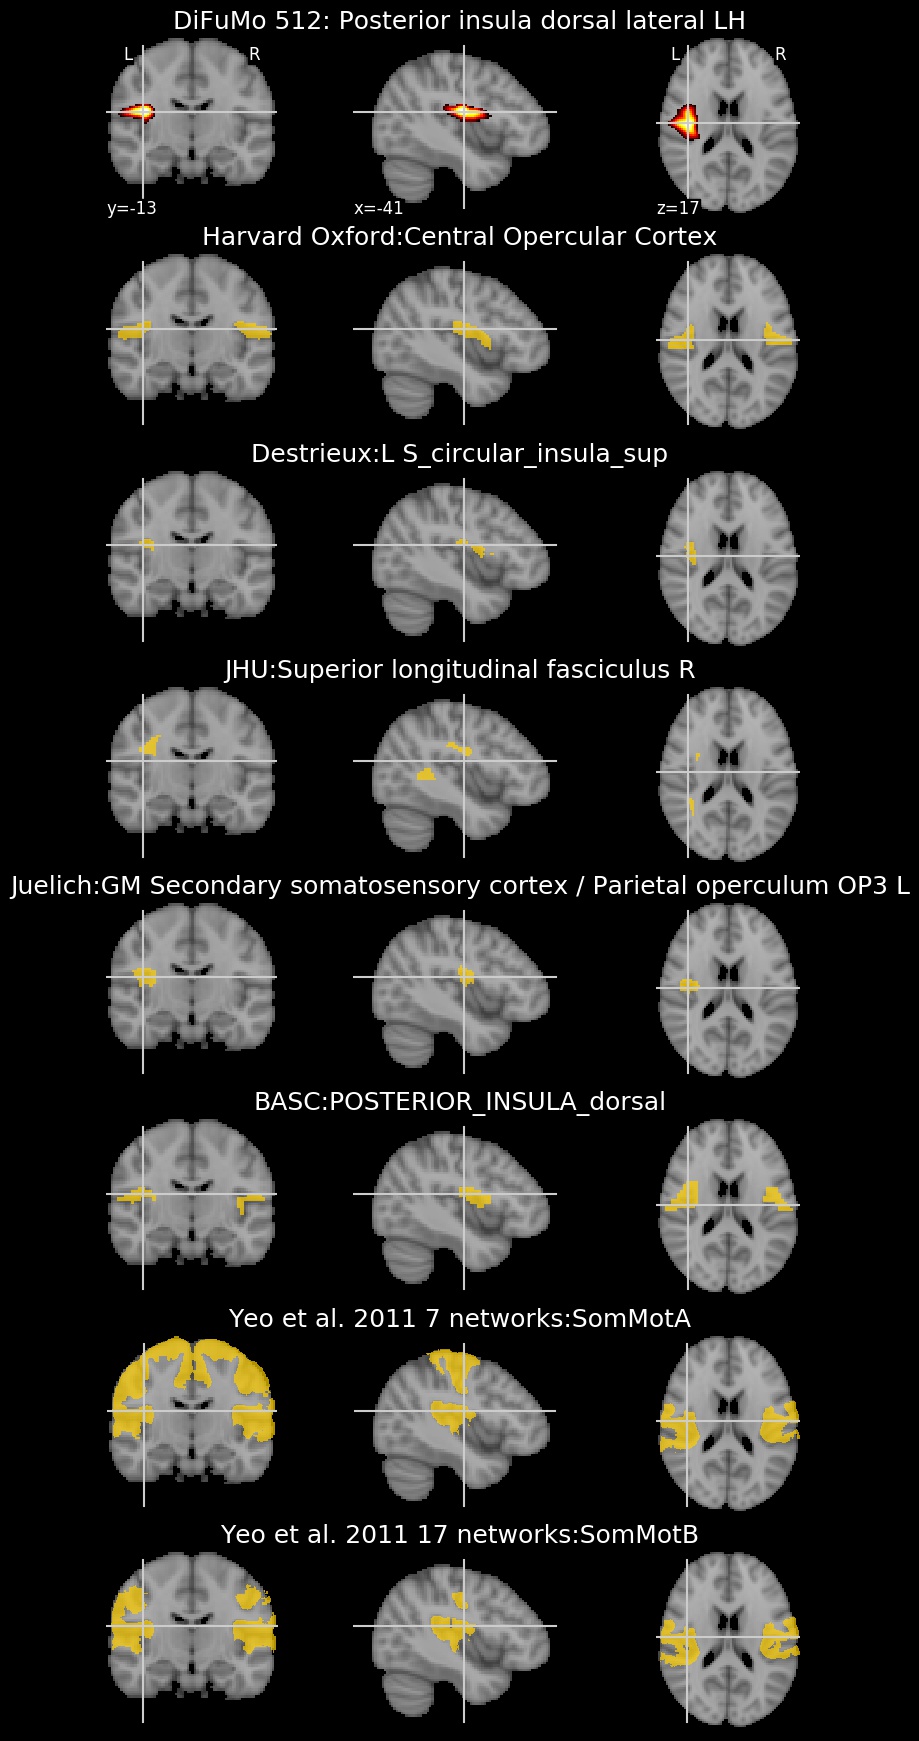 DiFuMo 512: Posterior insula dorsal lateral LH
L R L R
y=-13 x=-41 z=17
Harvard Oxford:Central Opercular Cortex
Destrieux:L S_circular_insula_sup
JHU:Superior longitudinal fasciculus R
Juelich:GM Secondary somatosensory cortex / Parietal operculum OP3 L
BASC:POSTERIOR_INSULA_dorsal
Yeo et al. 2011 7 networks:SomMotA
Yeo et al. 2011 17 networks:SomMotB